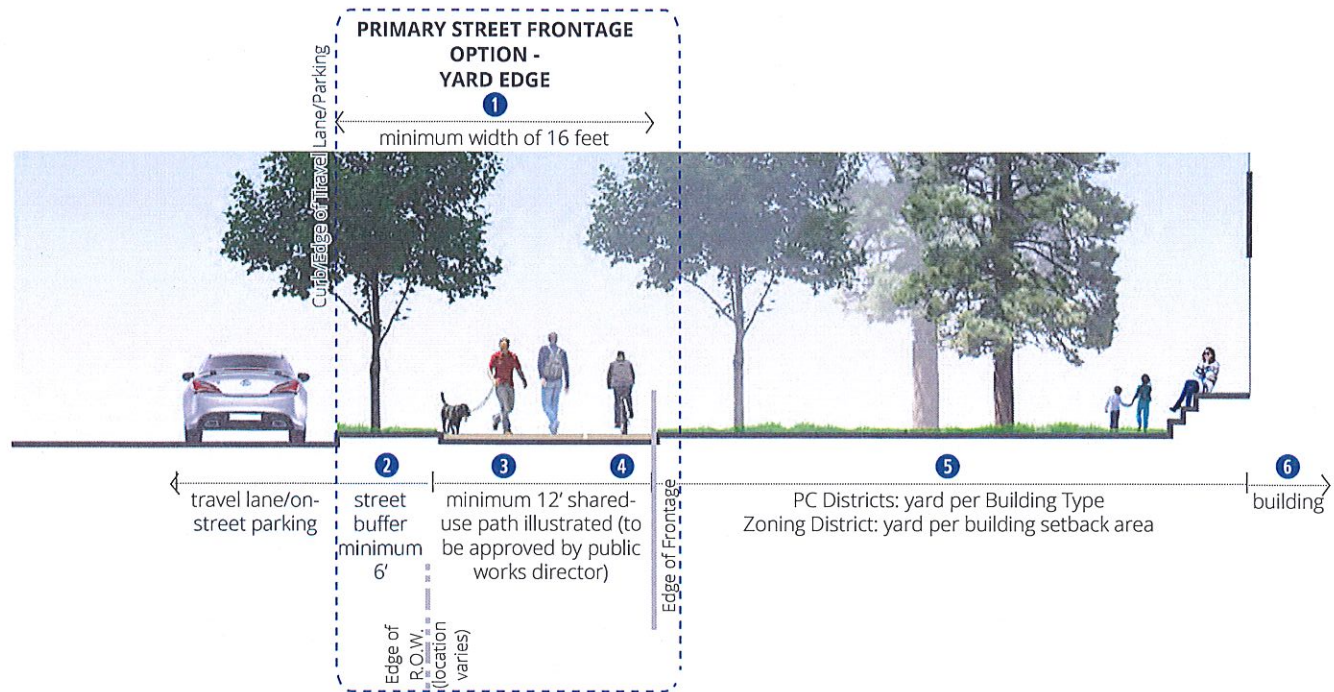 PRIMARY STREET FRONTAGE
OPTION -
YARD EDGE
1
minimum width of 16 feet
Curb/Edge of Travel Lane/Parking
2
3
4
5
6
travel lane/on-
street parking
street
buffer
minimum
6'
minimum 12' shared-
use path illustrated (to
be approved by public
works director)
Edge of Frontage
PC Districts: yard per Building Type
Zoning District: yard per building setback area
building
Edge of
R.O.W.
(location
varies)